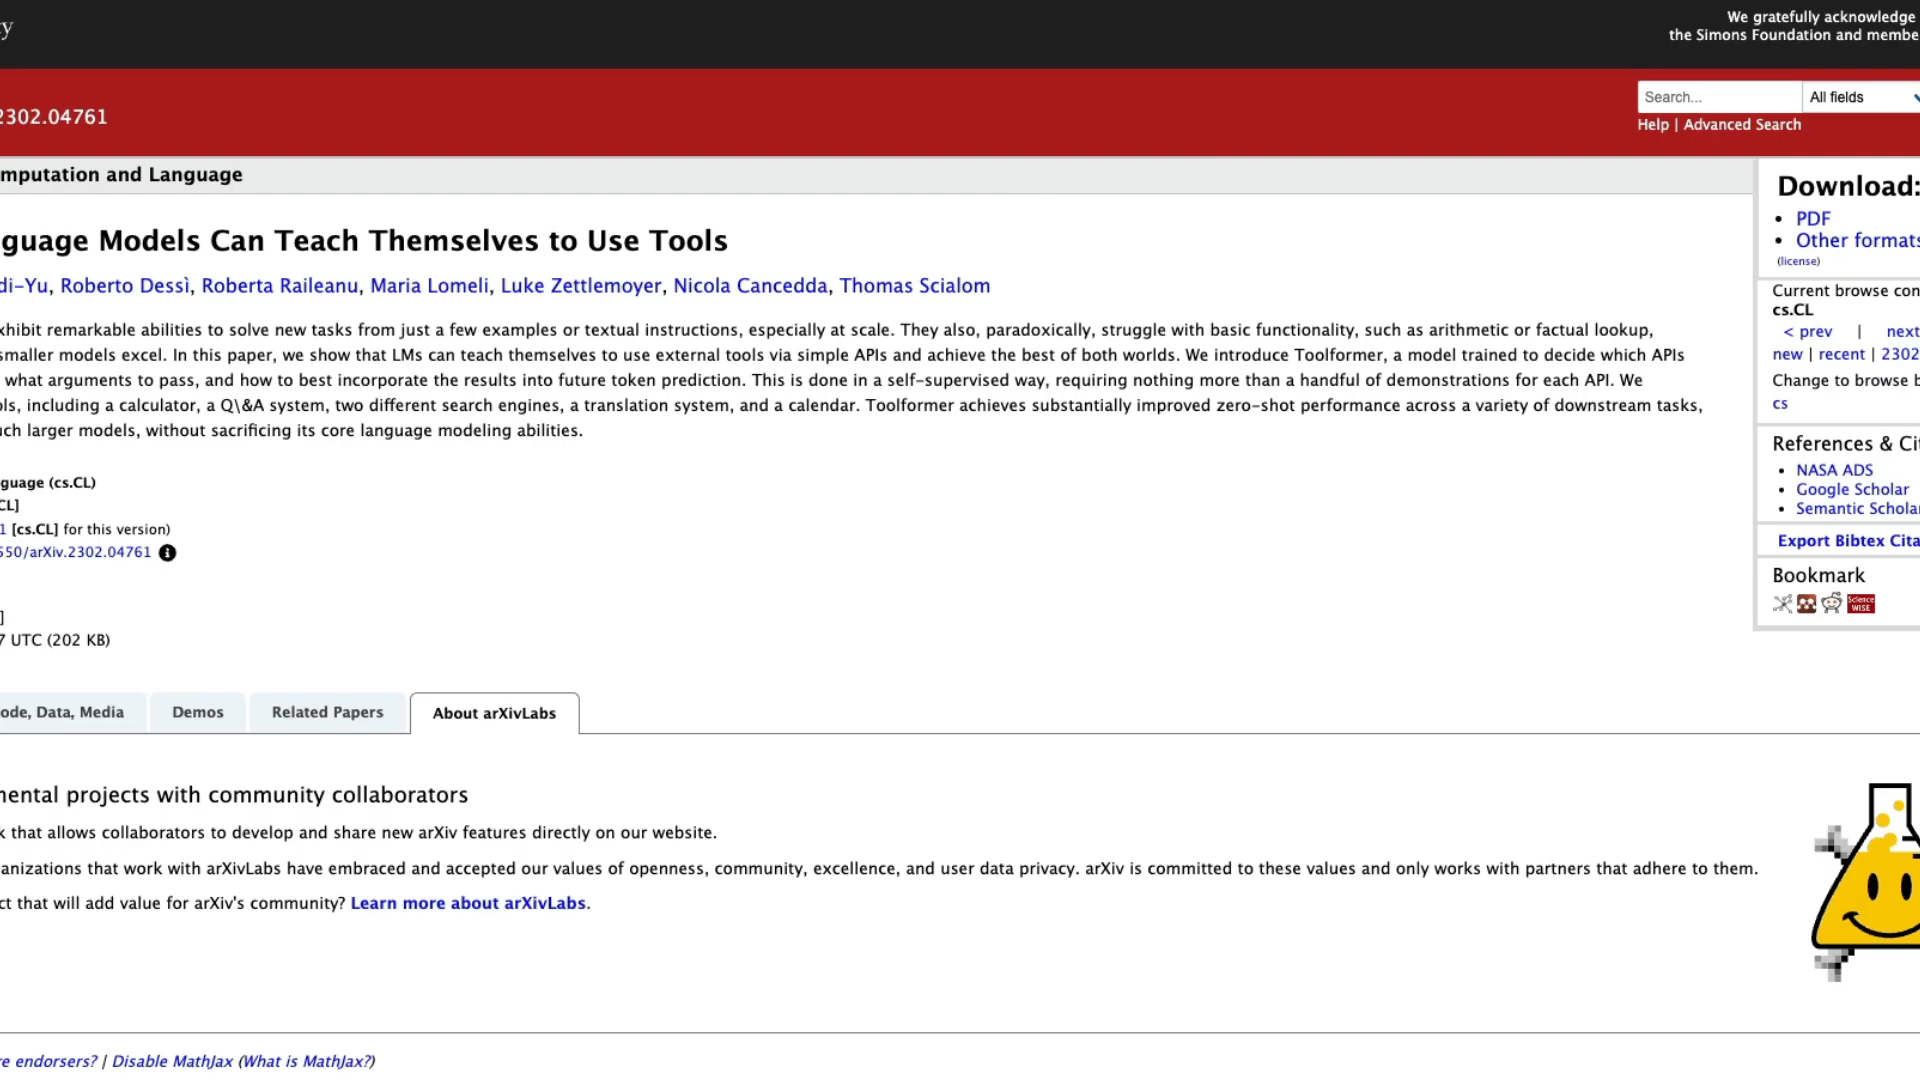 y
We gratefully acknowledge
the Simons Foundation and membe
2302.04761
Search...
All fields
Help | Advanced Search
mputation and Language
Download:
PDF
Other formats
(license)
guage Models Can Teach Themselves to Use Tools
di-Yu, Roberto Dessì, Roberta Raileanu, Maria Lomeli, Luke Zettlemoyer, Nicola Cancedda, Thomas Scialom
xhibit remarkable abilities to solve new tasks from just a few examples or textual instructions, especially at scale. They also, paradoxically, struggle with basic functionality, such as arithmetic or factual lookup,
smaller models excel. In this paper, we show that LMs can teach themselves to use external tools via simple APIs and achieve the best of both worlds. We introduce Toolformer, a model trained to decide which APIs
what arguments to pass, and how to best incorporate the results into future token prediction. This is done in a self-supervised way, requiring nothing more than a handful of demonstrations for each API. We
ols, including a calculator, a Q\&A system, two different search engines, a translation system, and a calendar. Toolformer achieves substantially improved zero-shot performance across a variety of downstream tasks,
uch larger models, without sacrificing its core language modeling abilities.
Current browse con
cs.CL
< prev | next
new | recent | 2302
Change to browse b
cs
References & Cit
NASA ADS
Google Scholar
Semantic Scholar
Export Bibtex Cita
Bookmark
Science
WISE
guage (cs.CL)
CL]
1 [cs.CL] for this version)
550/arXiv.2302.04761
]
7 UTC (202 KB)
ode, Data, Media
Demos
Related Papers
About arXivLabs
nental projects with community collaborators
k that allows collaborators to develop and share new arXiv features directly on our website.
anizations that work with arXivLabs have embraced and accepted our values of openness, community, excellence, and user data privacy. arXiv is committed to these values and only works with partners that adhere to them.
ct that will add value for arXiv's community? Learn more about arXivLabs.
re endorsers? | Disable MathJax (What is MathJax?)